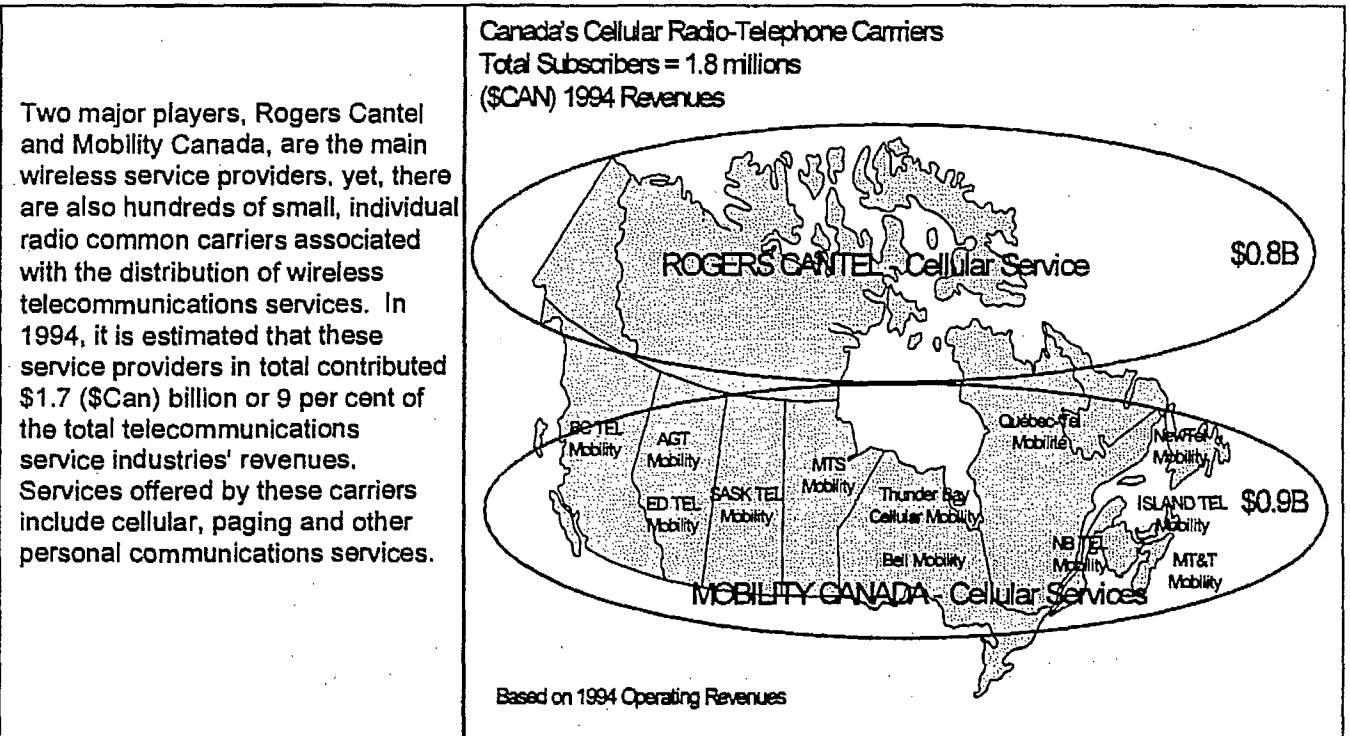 Two major players, Rogers Cantel
and Mobility Canada, are the main
wireless service providers, yet, there
are also hundreds of small, individual
radio common carriers associated
with the distribution of wireless
telecommunications services. In
1994, it is estimated that these
service providers in total contributed
$1.7 ($Can) billion or 9 per cent of
the total telecommunications
service industries' revenues.
Services offered by these carriers
include cellular, paging and other
personal communications services.
Canada's Cellular Radio-Telephone Carrriers
Total Subscribers = 1.8 millions
($CAN) 1994 Revenues
ROGERS CANTEL - Cellular Service
$0.8B
BC TEL
Mobility
AGT
Mobility
ED TEL
Mobility
SASK TEL
Mobility
MTS
Mobility
Thunder Bay
Cellular Mobility
Bell Mobility
Québec-Tel
Mobilité
NewTel
Mobility
ISLAND TEL
Mobility
$0.9B
NB TEL
Mobility
MT&T
Mobility
MOBILITY CANADA - Cellular Services
Based on 1994 Operating Revenues